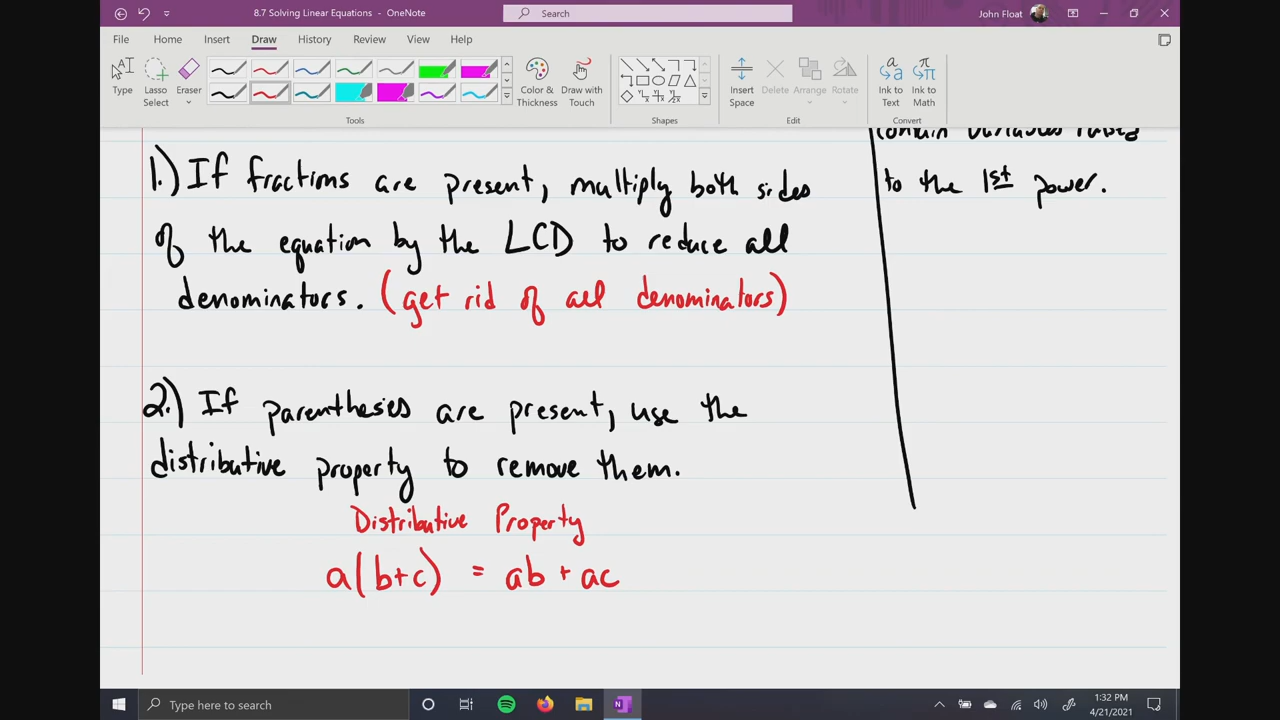 8.7 Solving Linear Equations - OneNote
Search
John Float
File Home Insert Draw History Review View Help
Type
Lasso Select
Eraser
Color & Thickness
Draw with Touch
Insert Space
Delete
Arrange
Rotate
Ink to Text
Ink to Math
Tools
Shapes
Edit
Convert
contain variables raised
to the 1st power.
1.) If fractions are present, multiply both sides
of the equation by the LCD to reduce all
denominators. (get rid of all denominators)
2.) If parentheses are present, use the
distributive property to remove them.
Distributive Property
a(b+c) = ab + ac
Type here to search
1:32 PM
4/21/2021